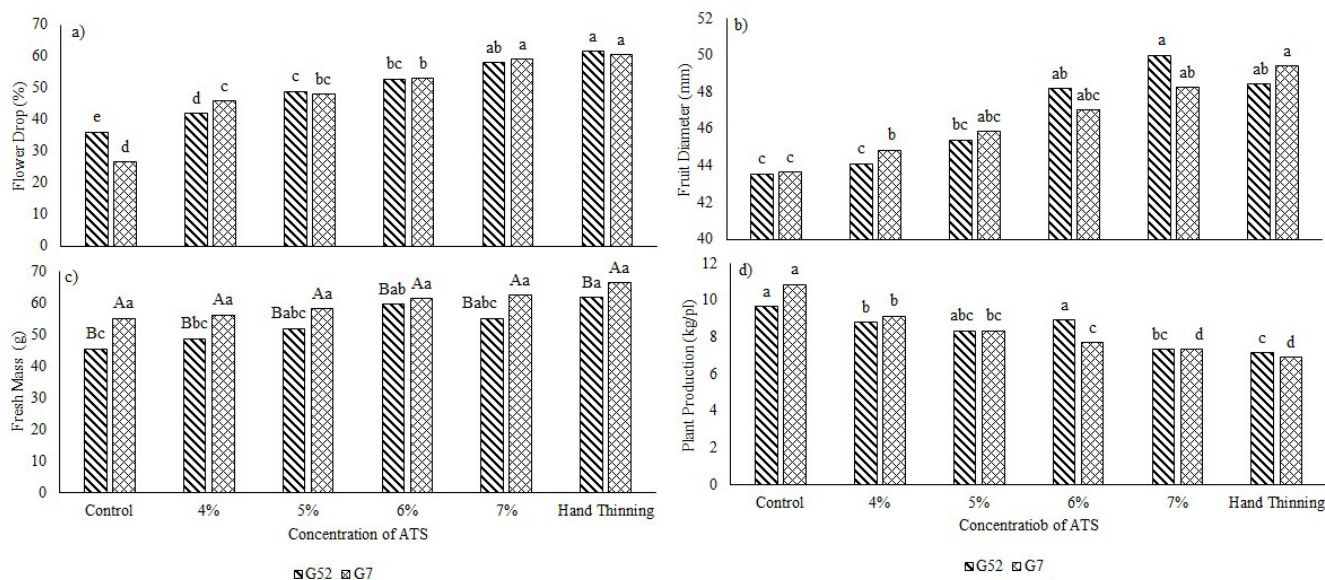 a)
Flower Drop (%)
70
60
50
40
30
20
10
0
e
d
d
c
c
bc
bc
b
ab
a
a
a
b)
Fruit Diameter (mm)
52
50
48
46
44
42
40
c
c
c
b
bc
abc
ab
abc
a
ab
ab
a
c)
Fresh Mass (g)
70
60
50
40
30
20
10
0
Bc
Aa
Bbc
Aa
Babc
Aa
Bab
Aa
Babc
Aa
Ba
Aa
Control 4% 5% 6% 7% Hand Thinning
Concentration of ATS
d)
Plant Production (kg/pl)
12
10
8
6
4
2
0
a
a
b
b
abc
bc
a
c
bc
d
c
d
Control 4% 5% 6% 7% Hand Thinning
Concentratiob of ATS
G52 G7